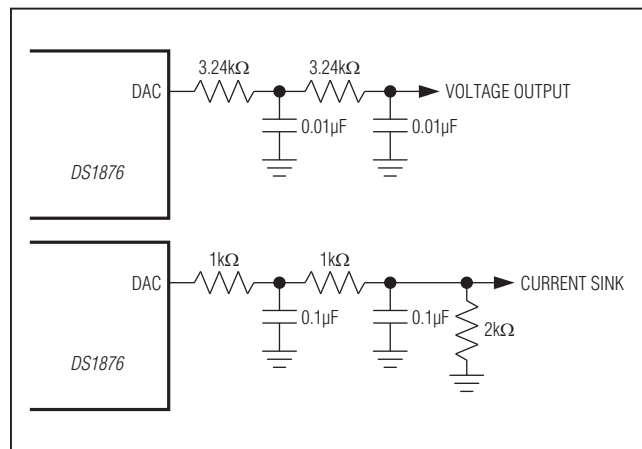 3.24kΩ 3.24kΩ
DAC VOLTAGE OUTPUT
0.01µF 0.01µF
DS1876
1kΩ 1kΩ
DAC CURRENT SINK
0.1µF 0.1µF
2kΩ
DS1876